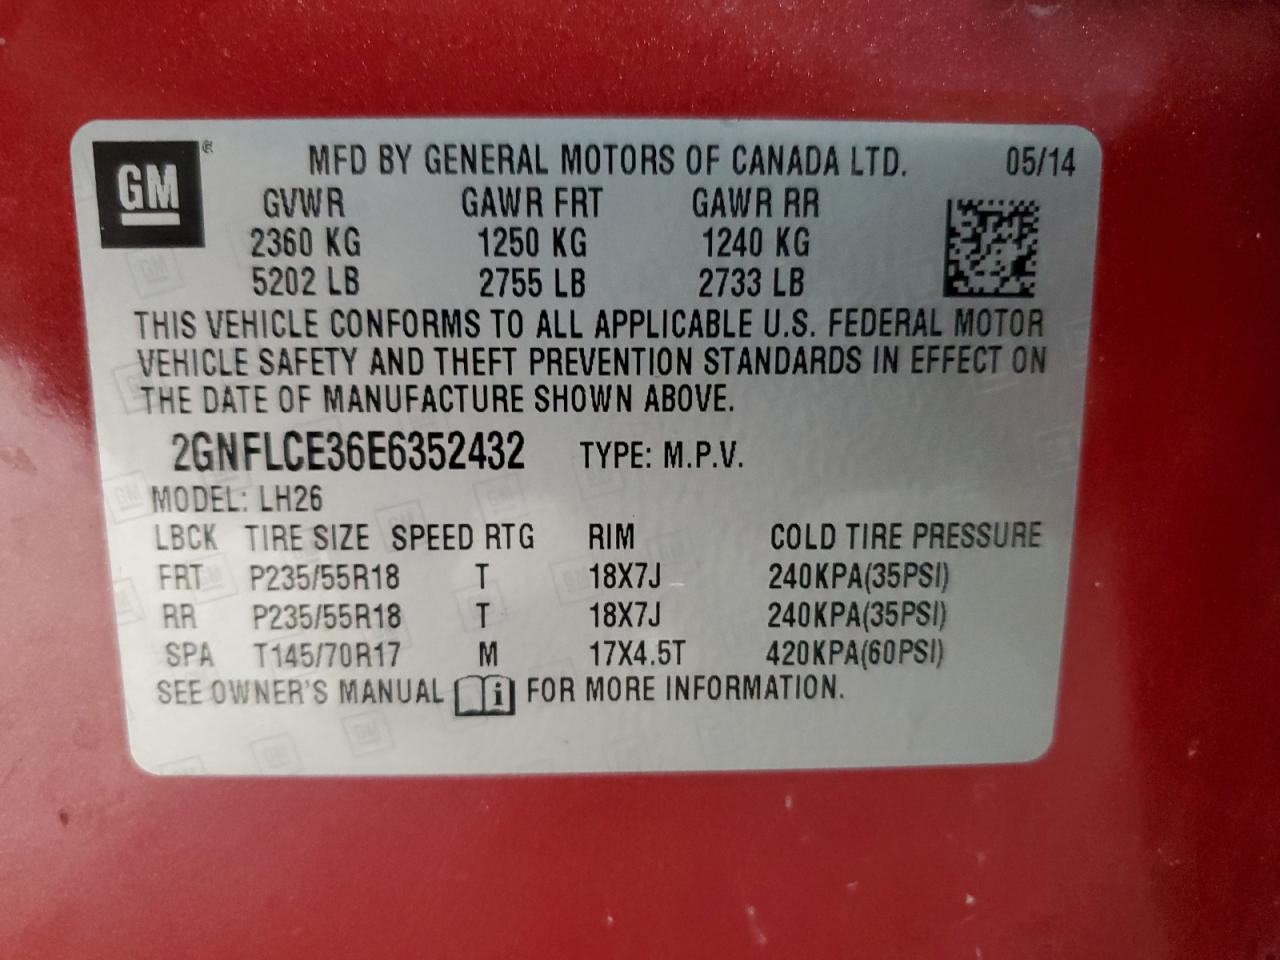 GM
MFD BY GENERAL MOTORS OF CANADA LTD. 05/14
GVWR GAWR FRT GAWR RR
2360 KG 1250 KG 1240 KG
5202 LB 2755 LB 2733 LB
THIS VEHICLE CONFORMS TO ALL APPLICABLE U.S. FEDERAL MOTOR
VEHICLE SAFETY AND THEFT PREVENTION STANDARDS IN EFFECT ON
THE DATE OF MANUFACTURE SHOWN ABOVE.
2GNFLCE36E6352432 TYPE: M.P.V.
MODEL: LH26
LBCK TIRE SIZE SPEED RTG RIM COLD TIRE PRESSURE
FRT P235/55R18 T 18X7J 240KPA(35PSI)
RR P235/55R18 T 18X7J 240KPA(35PSI)
SPA T145/70R17 M 17X4.5T 420KPA(60PSI)
SEE OWNER'S MANUAL i FOR MORE INFORMATION.